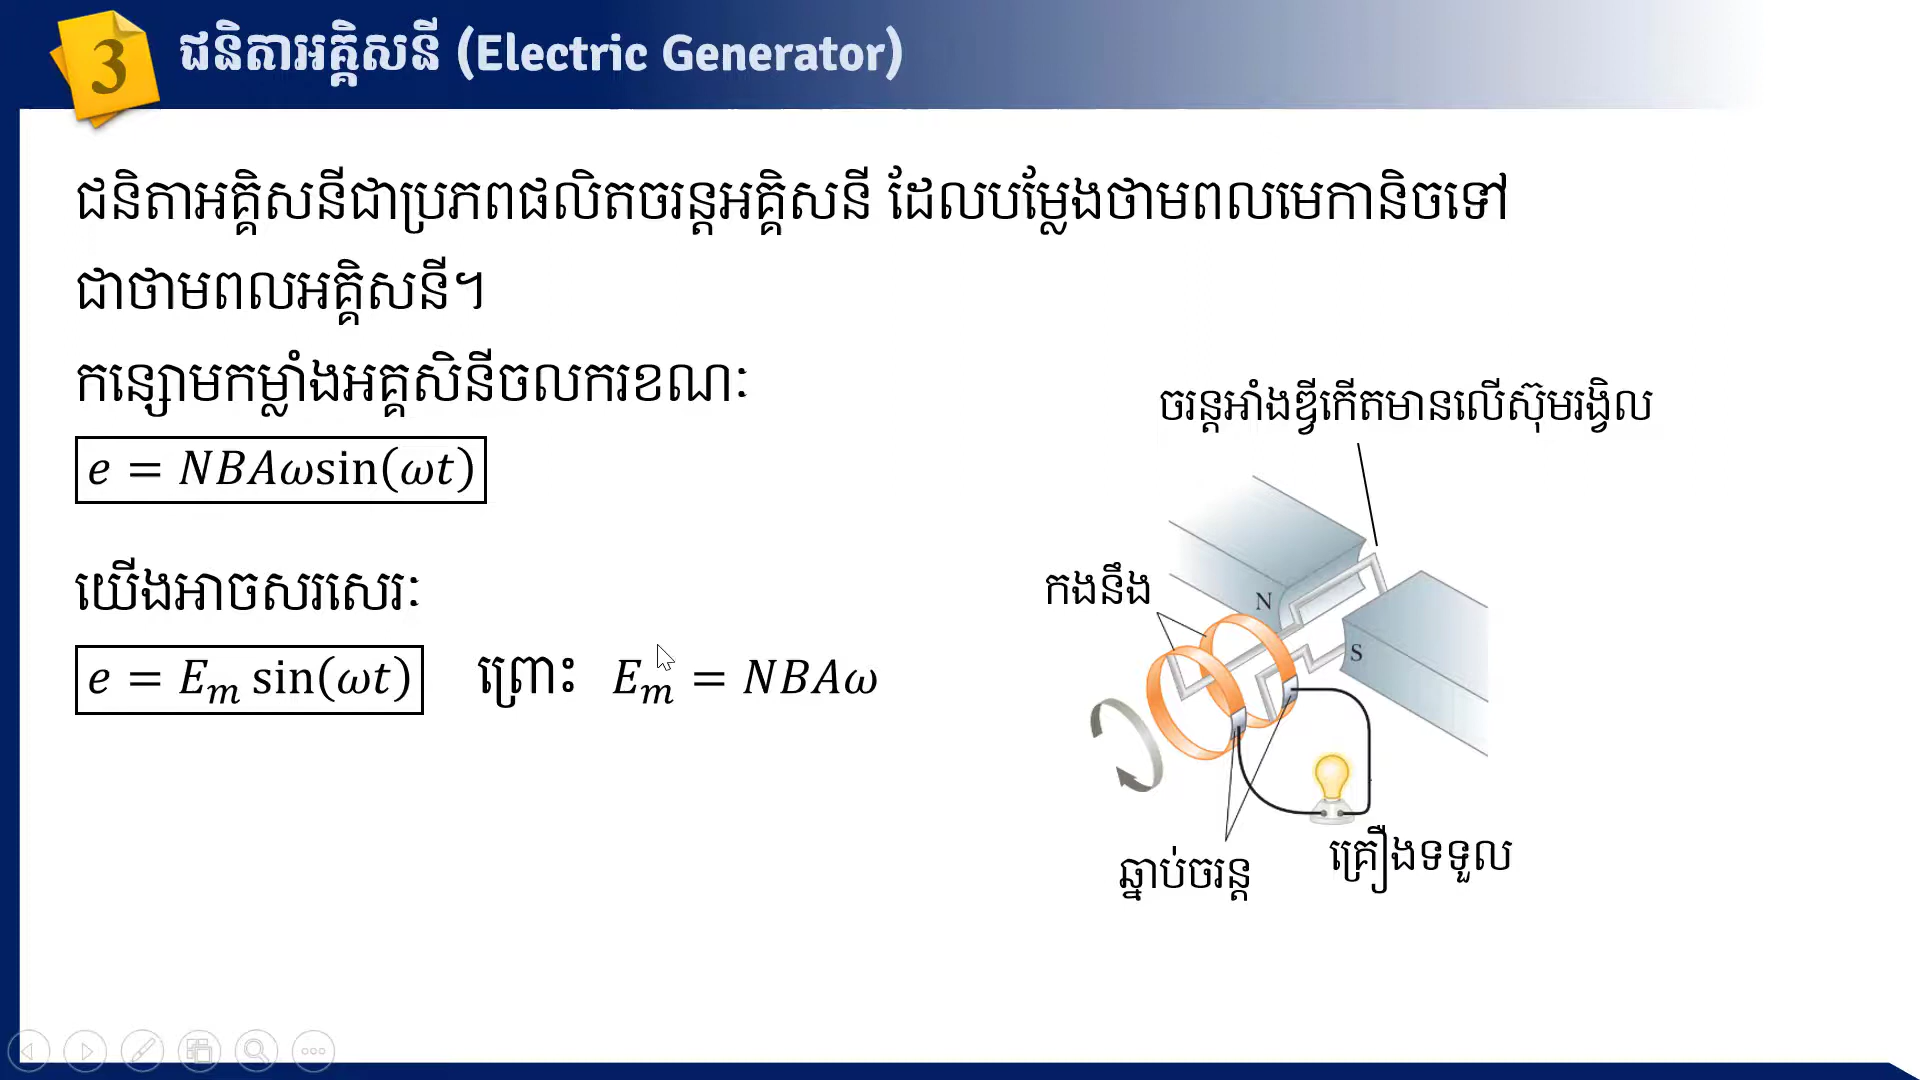 3
ជនិតាអគ្គិសនី (Electric Generator)
ជនិតាអគ្គិសនីជាប្រភពផលិតចរន្តអគ្គិសនី ដែលបម្លែងថាមពលមេកានិចទៅ
ជាថាមពលអគ្គិសនី។
កន្សោមកម្លាំងអគ្គសិនីចលករខណៈ
e = NBAωsin(ωt)
យើងអាចសរសេរៈ
e = Eₘ sin(ωt) ព្រោះ Eₘ = NBAω
ចរន្តអាំងឌ្វីកើតមានលើស៊ុមរង្វិល
កងនឹង
N
S
ឆ្នាប់ចរន្ត
គ្រឿងទទួល